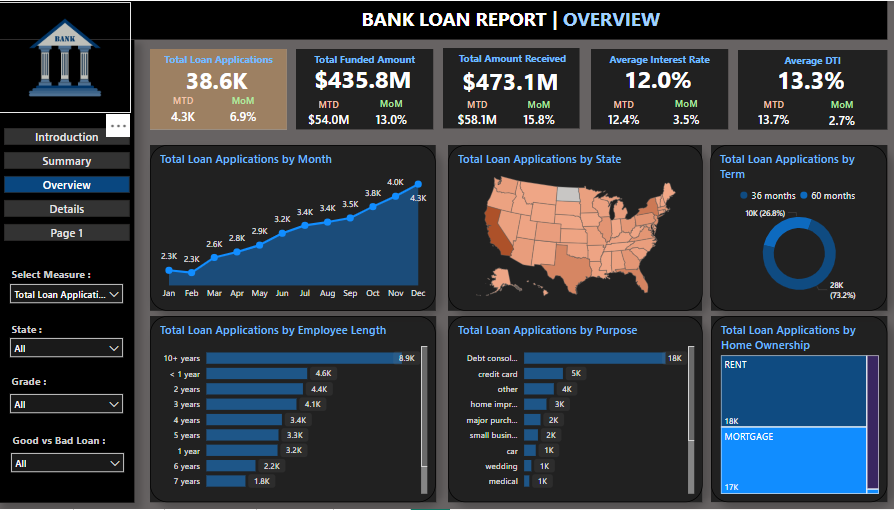 BANK LOAN REPORT | OVERVIEW
BANK
Introduction
Summary
Overview
Details
Page 1
Select Measure :
Total Loan Applicati...
State :
All
Grade :
All
Good vs Bad Loan :
All
Total Loan Applications
38.6K
MTD MoM
4.3K 6.9%
Total Funded Amount
$435.8M
MTD MoM
$54.0M 13.0%
Total Amount Received
$473.1M
MTD MoM
$58.1M 15.8%
Average Interest Rate
12.0%
MTD MoM
12.4% 3.5%
Average DTI
13.3%
MTD MoM
13.7% 2.7%
Total Loan Applications by Month
2.3K 2.3K 2.6K 2.8K 2.9K 3.2K 3.4K 3.4K 3.5K 3.8K 4.0K 4.3K
Jan Feb Mar Apr May Jun Jul Aug Sep Oct Nov Dec
Total Loan Applications by State
Total Loan Applications by
Term
36 months 60 months
10K (26.8%)
28K
(73.2%)
Total Loan Applications by Employee Length
10+ years 8.9K
< 1 year 4.6K
2 years 4.4K
3 years 4.1K
4 years 3.4K
5 years 3.3K
1 year 3.2K
6 years 2.2K
7 years 1.8K
Total Loan Applications by Purpose
Debt consol... 18K
credit card 5K
other 4K
home impr... 3K
major purch... 2K
small busin... 2K
car 1K
wedding 1K
medical 1K
Total Loan Applications by
Home Ownership
RENT
18K
MORTGAGE
17K